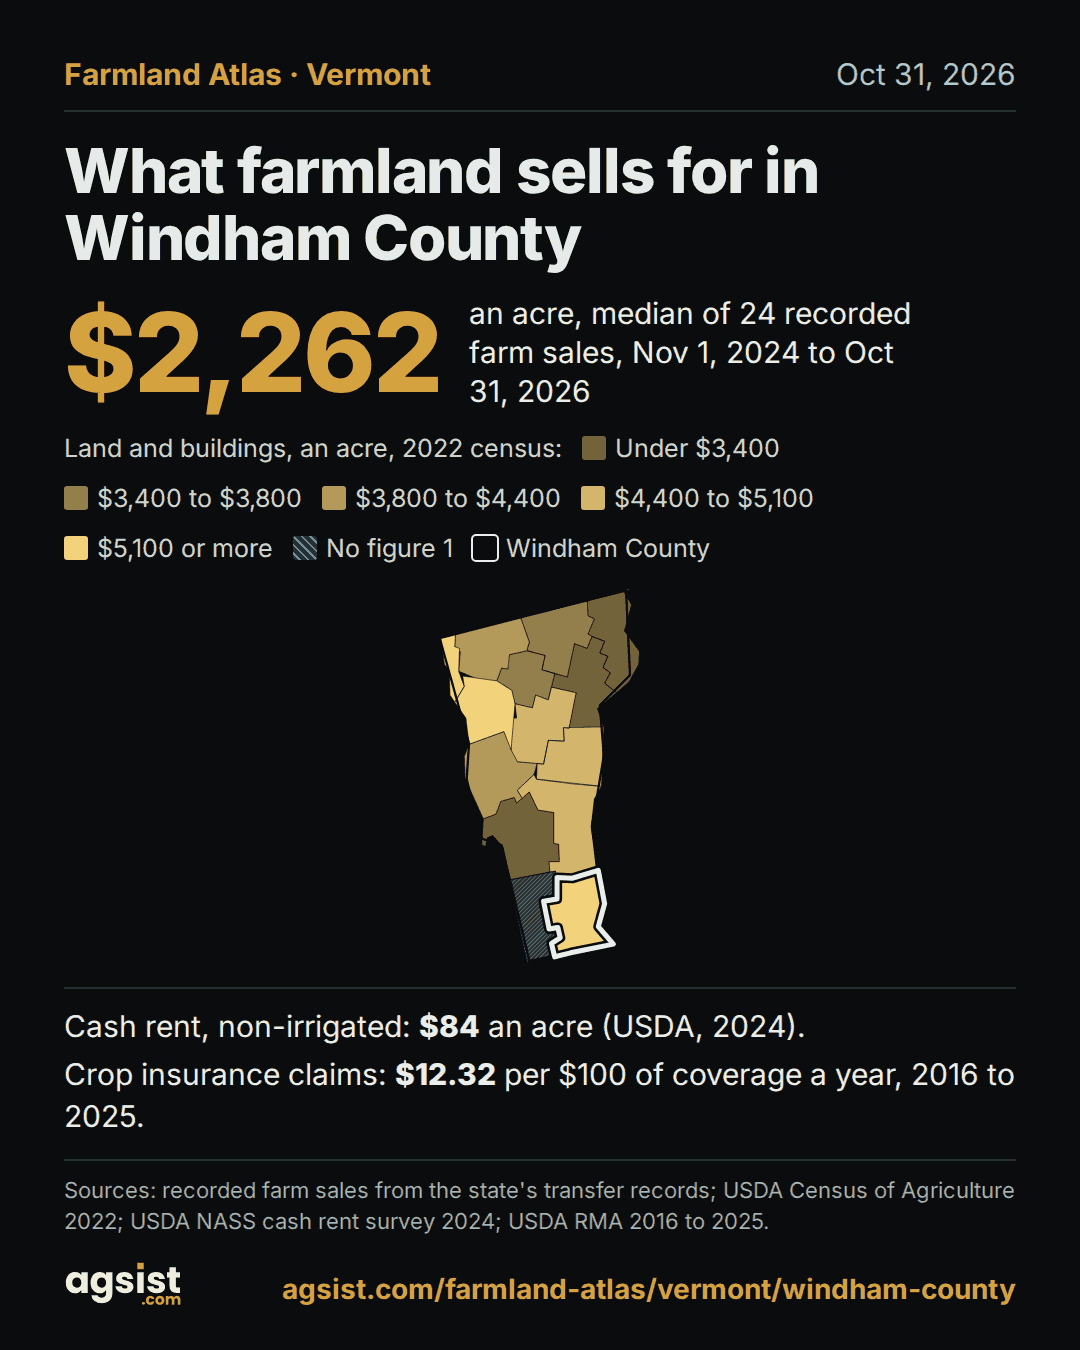 Farmland Atlas · Vermont
Oct 31, 2026
What farmland sells for in
Windham County
$2,262
an acre, median of 24 recorded
farm sales, Nov 1, 2024 to Oct
31, 2026
Land and buildings, an acre, 2022 census: Under $3,400
$3,400 to $3,800 $3,800 to $4,400 $4,400 to $5,100
$5,100 or more No figure 1 Windham County
Cash rent, non-irrigated: $84 an acre (USDA, 2024).
Crop insurance claims: $12.32 per $100 of coverage a year, 2016 to
2025.
Sources: recorded farm sales from the state's transfer records; USDA Census of Agriculture
2022; USDA NASS cash rent survey 2024; USDA RMA 2016 to 2025.
agsist
.com
agsist.com/farmland-atlas/vermont/windham-county